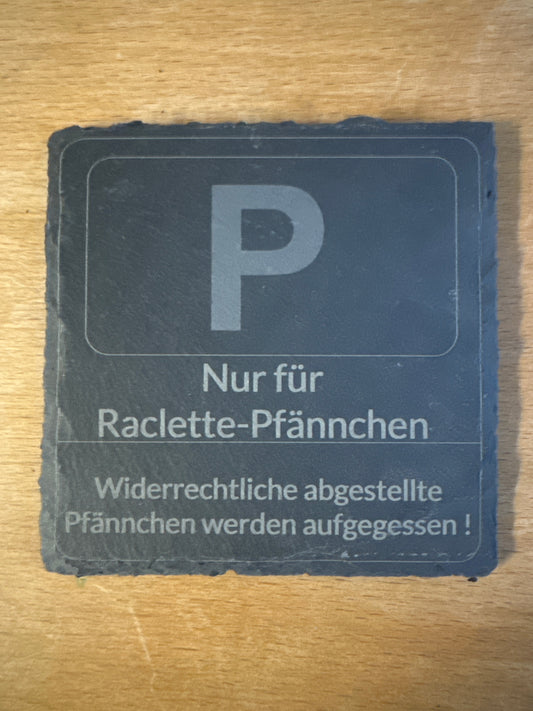 P
Nur für
Raclette-Pfännchen
Widerrechtliche abgestellte
Pfännchen werden aufgegessen !